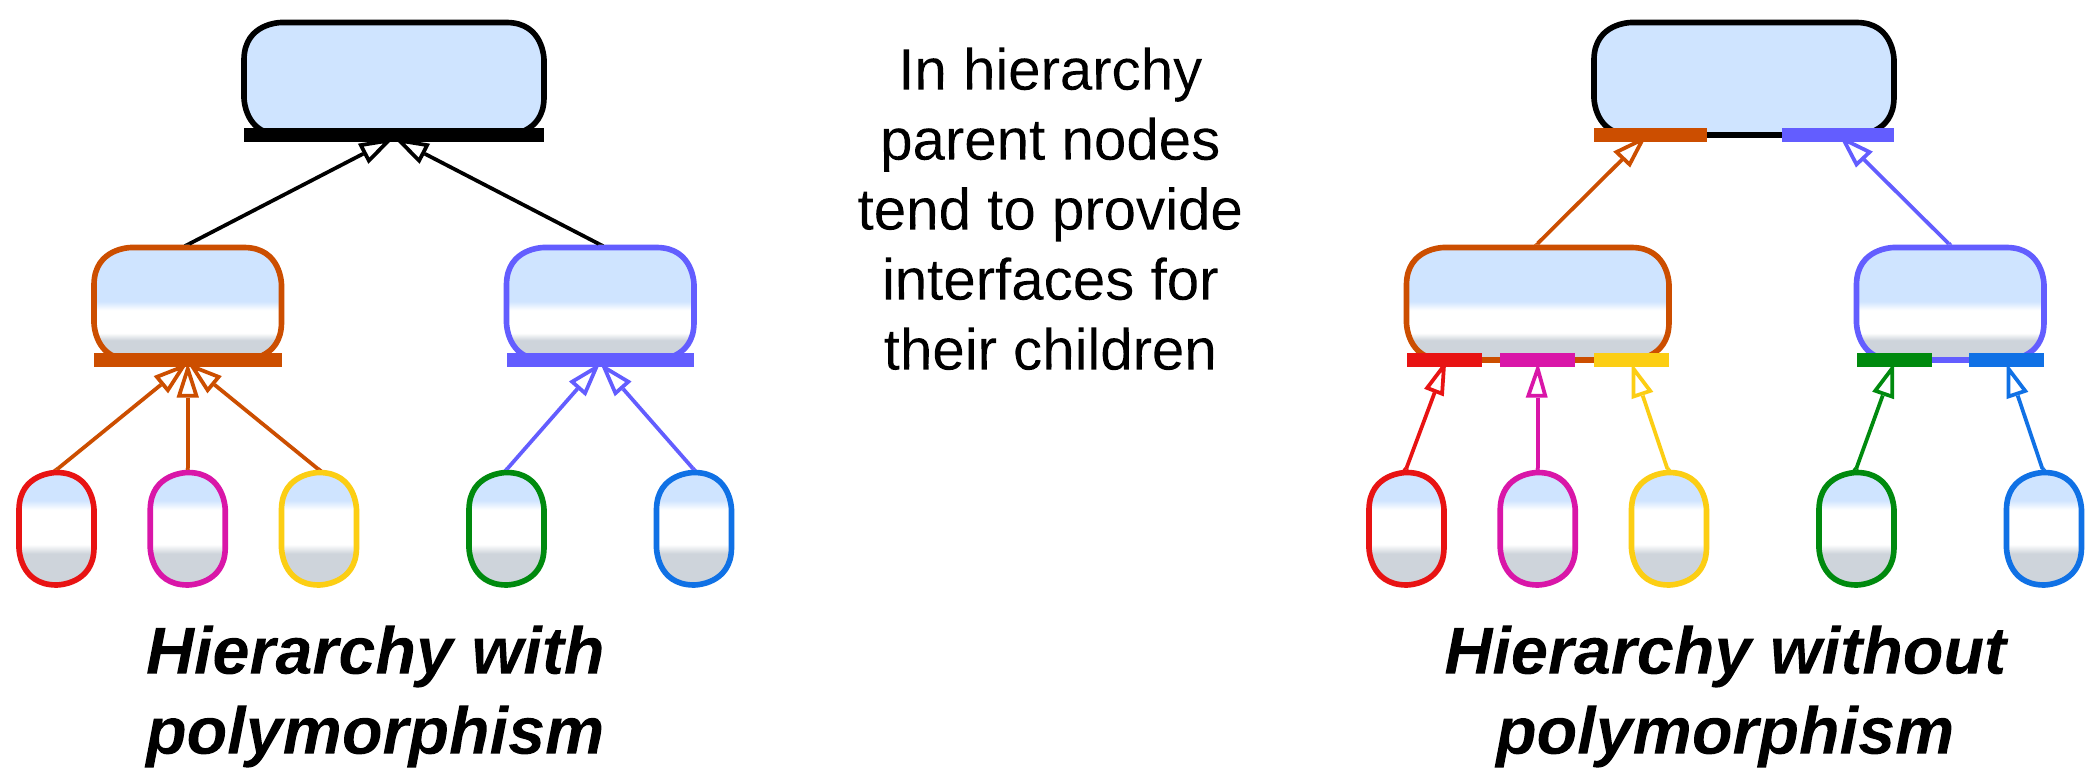 In hierarchy
parent nodes
tend to provide
interfaces for
their children
Hierarchy with
polymorphism
Hierarchy without
polymorphism